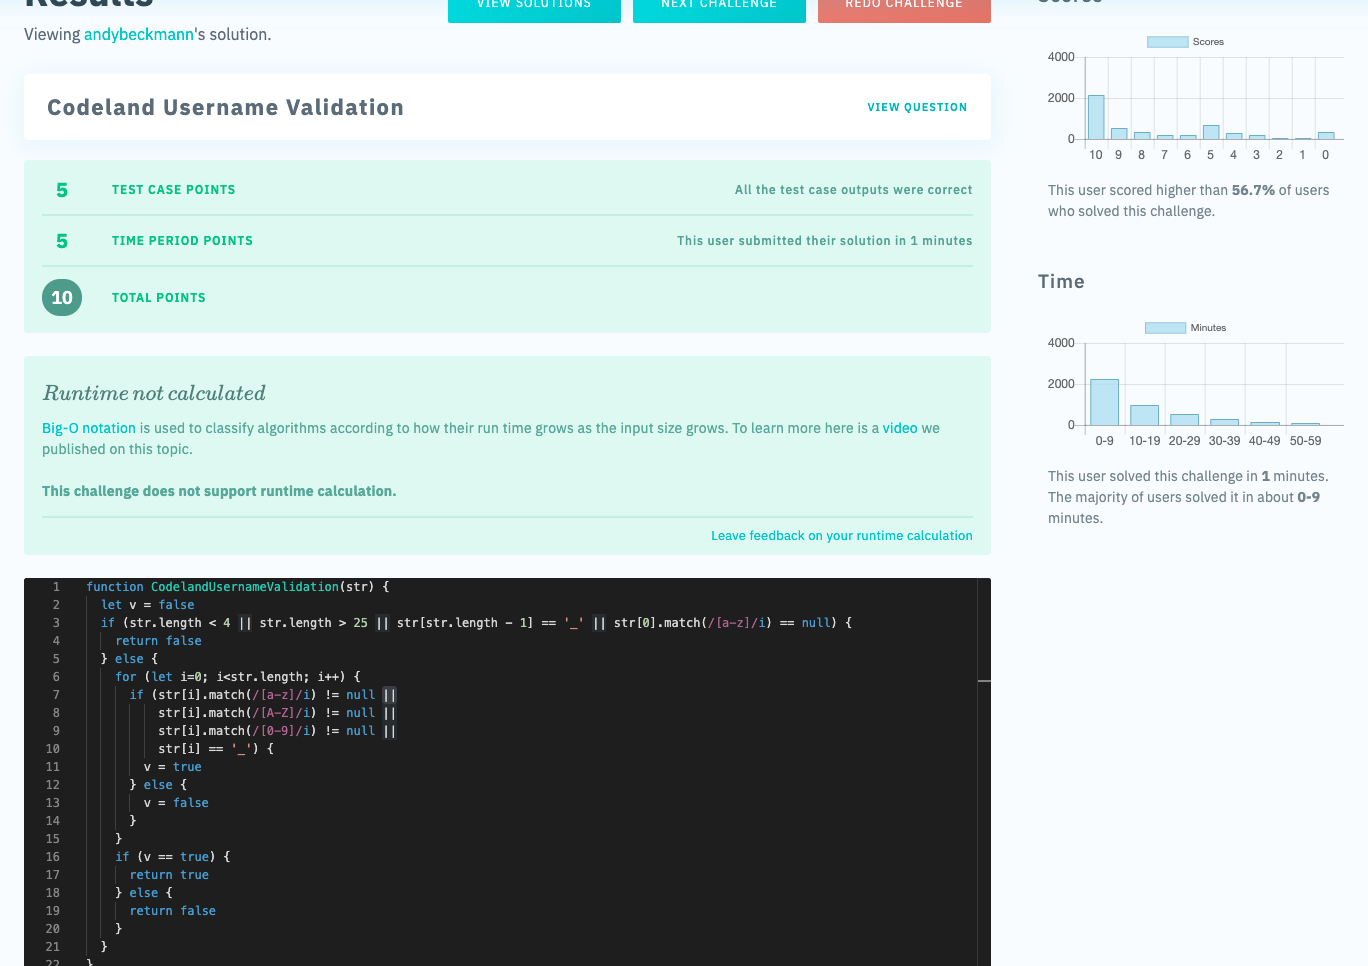 Results
VIEW SOLUTIONS
NEXT CHALLENGE
REDO CHALLENGE
Viewing andybeckmann's solution.
Codeland Username Validation
VIEW QUESTION
5 TEST CASE POINTS All the test case outputs were correct
5 TIME PERIOD POINTS This user submitted their solution in 1 minutes
10 TOTAL POINTS
Runtime not calculated
Big-O notation is used to classify algorithms according to how their run time grows as the input size grows. To learn more here is a video we
published on this topic.
This challenge does not support runtime calculation.
Leave feedback on your runtime calculation
1 function CodelandUsernameValidation(str) {
2 let v = false
3 if (str.length < 4 || str.length > 25 || str[str.length - 1] == '_' || str[0].match(/[a-z]/i) == null) {
4 return false
5 } else {
6 for (let i=0; i<str.length; i++) {
7 if (str[i].match(/[a-z]/i) != null ||
8 str[i].match(/[A-Z]/i) != null ||
9 str[i].match(/[0-9]/i) != null ||
10 str[i] == '_') {
11 v = true
12 } else {
13 v = false
14 }
15 }
16 if (v == true) {
17 return true
18 } else {
19 return false
20 }
21 }
22 }
Scores
Scores
4000
2000
0
10 9 8 7 6 5 4 3 2 1 0
This user scored higher than 56.7% of users
who solved this challenge.
Time
Minutes
4000
2000
0
0-9 10-19 20-29 30-39 40-49 50-59
This user solved this challenge in 1 minutes.
The majority of users solved it in about 0-9
minutes.